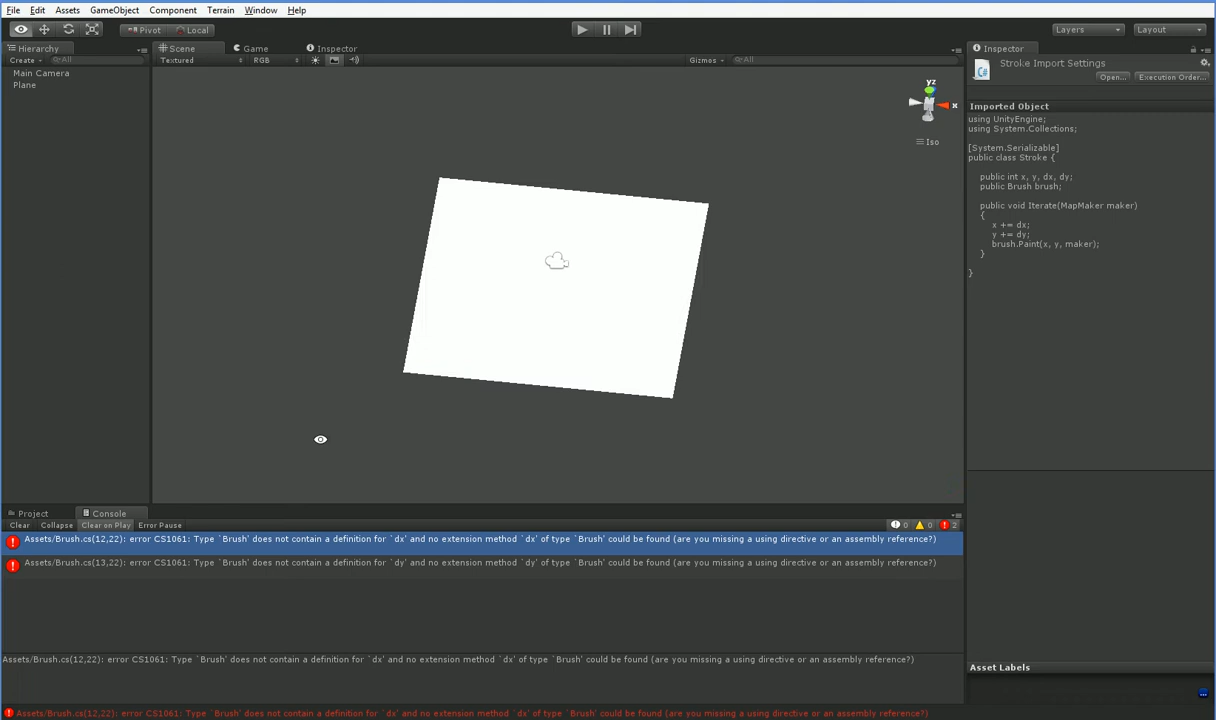 File Edit Assets GameObject Component Terrain Window Help
Pivot Local Layers Layout
Hierarchy Scene Game Inspector Inspector
Create All Textured RGB Gizmos All
Stroke Import Settings
Open... Execution Order...
Main Camera
Plane
yz
x
Iso
Imported Object
using UnityEngine;
using System.Collections;
[System.Serializable]
public class Stroke {
public int x, y, dx, dy;
public Brush brush;
public void Iterate(MapMaker maker)
{
x += dx;
y += dy;
brush.Paint(x, y, maker);
}
}
Project Console
Clear Collapse Clear on Play Error Pause 0 0 2
Assets/Brush.cs(12,22): error CS1061: Type `Brush' does not contain a definition for `dx' and no extension method `dx' of type `Brush' could be found (are you missing a using directive or an assembly reference?)
Assets/Brush.cs(13,22): error CS1061: Type `Brush' does not contain a definition for `dy' and no extension method `dy' of type `Brush' could be found (are you missing a using directive or an assembly reference?)
Assets/Brush.cs(12,22): error CS1061: Type `Brush' does not contain a definition for `dx' and no extension method `dx' of type `Brush' could be found (are you missing a using directive or an assembly reference?)
Asset Labels
Assets/Brush.cs(12,22): error CS1061: Type `Brush' does not contain a definition for `dx' and no extension method `dx' of type `Brush' could be found (are you missing a using directive or an assembly reference?)